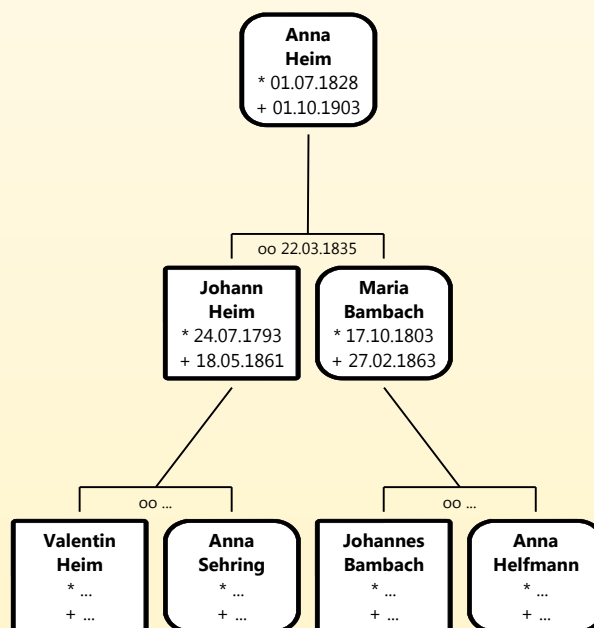 Anna
Heim
* 01.07.1828
+ 01.10.1903
oo 22.03.1835
Johann
Heim
* 24.07.1793
+ 18.05.1861
Maria
Bambach
* 17.10.1803
+ 27.02.1863
oo ...
oo ...
Valentin
Heim
* ...
+ ...
Anna
Sehring
* ...
+ ...
Johannes
Bambach
* ...
+ ...
Anna
Helfmann
* ...
+ ...